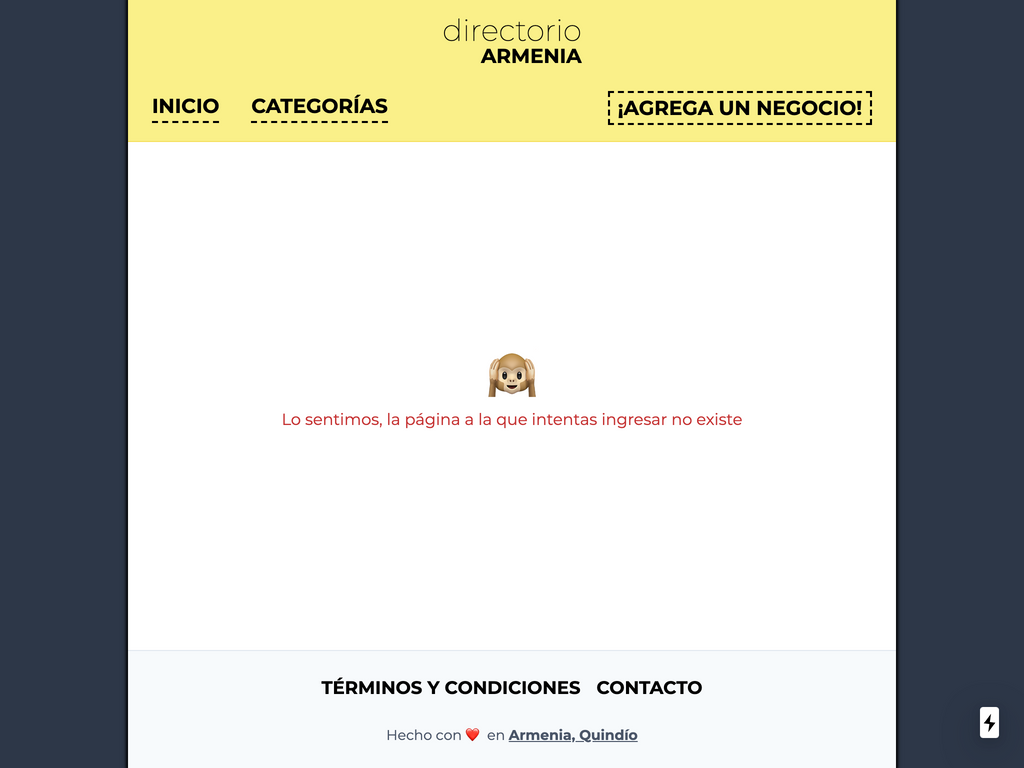 directorio
ARMENIA
INICIO CATEGORÍAS ¡AGREGA UN NEGOCIO!
Lo sentimos, la página a la que intentas ingresar no existe
TÉRMINOS Y CONDICIONES CONTACTO
Hecho con ❤️ en Armenia, Quindío